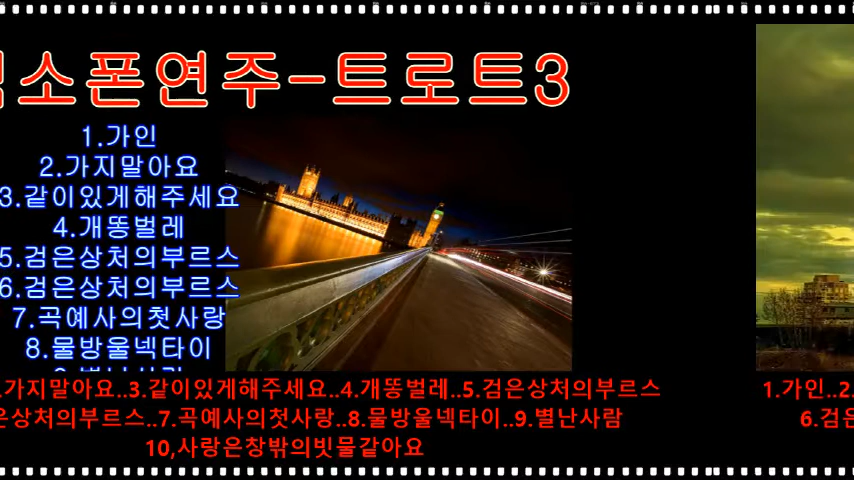 소폰연주-트로트3
1.가인
2.가지말아요
3.같이있게해주세요
4.개똥벌레
5.검은상처의부르스
6.검은상처의부르스
7.곡예사의첫사랑
8.물방울넥타이
.가지말아요..3.같이있게해주세요..4.개똥벌레..5.검은상처의부르스
은상처의부르스..7.곡예사의첫사랑..8.물방울넥타이..9.별난사람
10,사랑은창밖의빗물같아요
1.가인..2.
6.검은